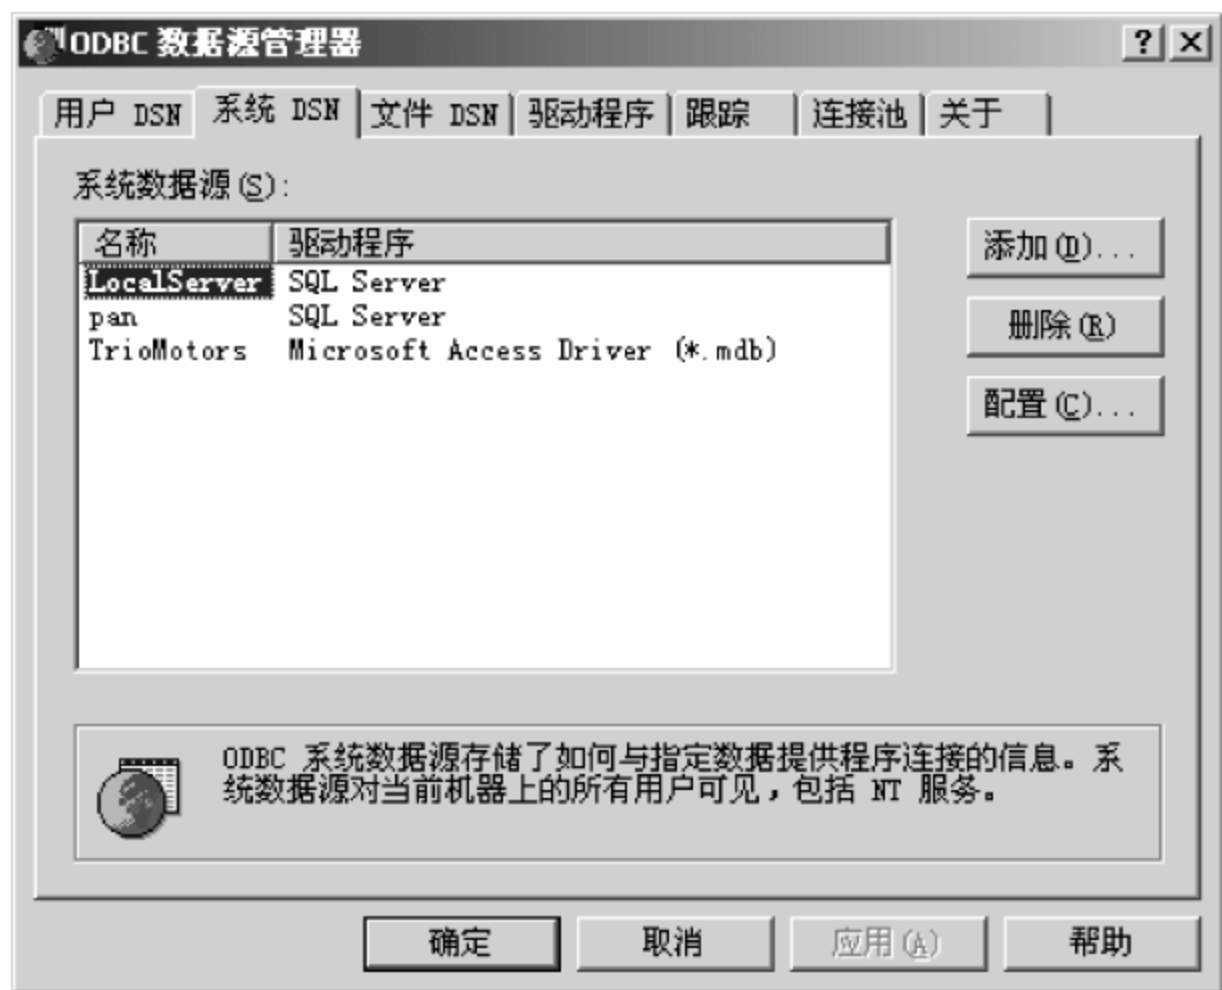 ODBC 数据源管理器
用户 DSN 系统 DSN 文件 DSN 驱动程序 跟踪 连接池 关于
系统数据源(S):
名称 驱动程序
添加(D)...
LocalServer SQL Server
pan SQL Server
删除(R)
TrioMotors Microsoft Access Driver (*.mdb)
配置(C)...
ODBC 系统数据源存储了如何与指定数据提供程序连接的信息。系
统数据源对当前机器上的所有用户可见，包括 NT 服务。
确定 取消 应用(A) 帮助